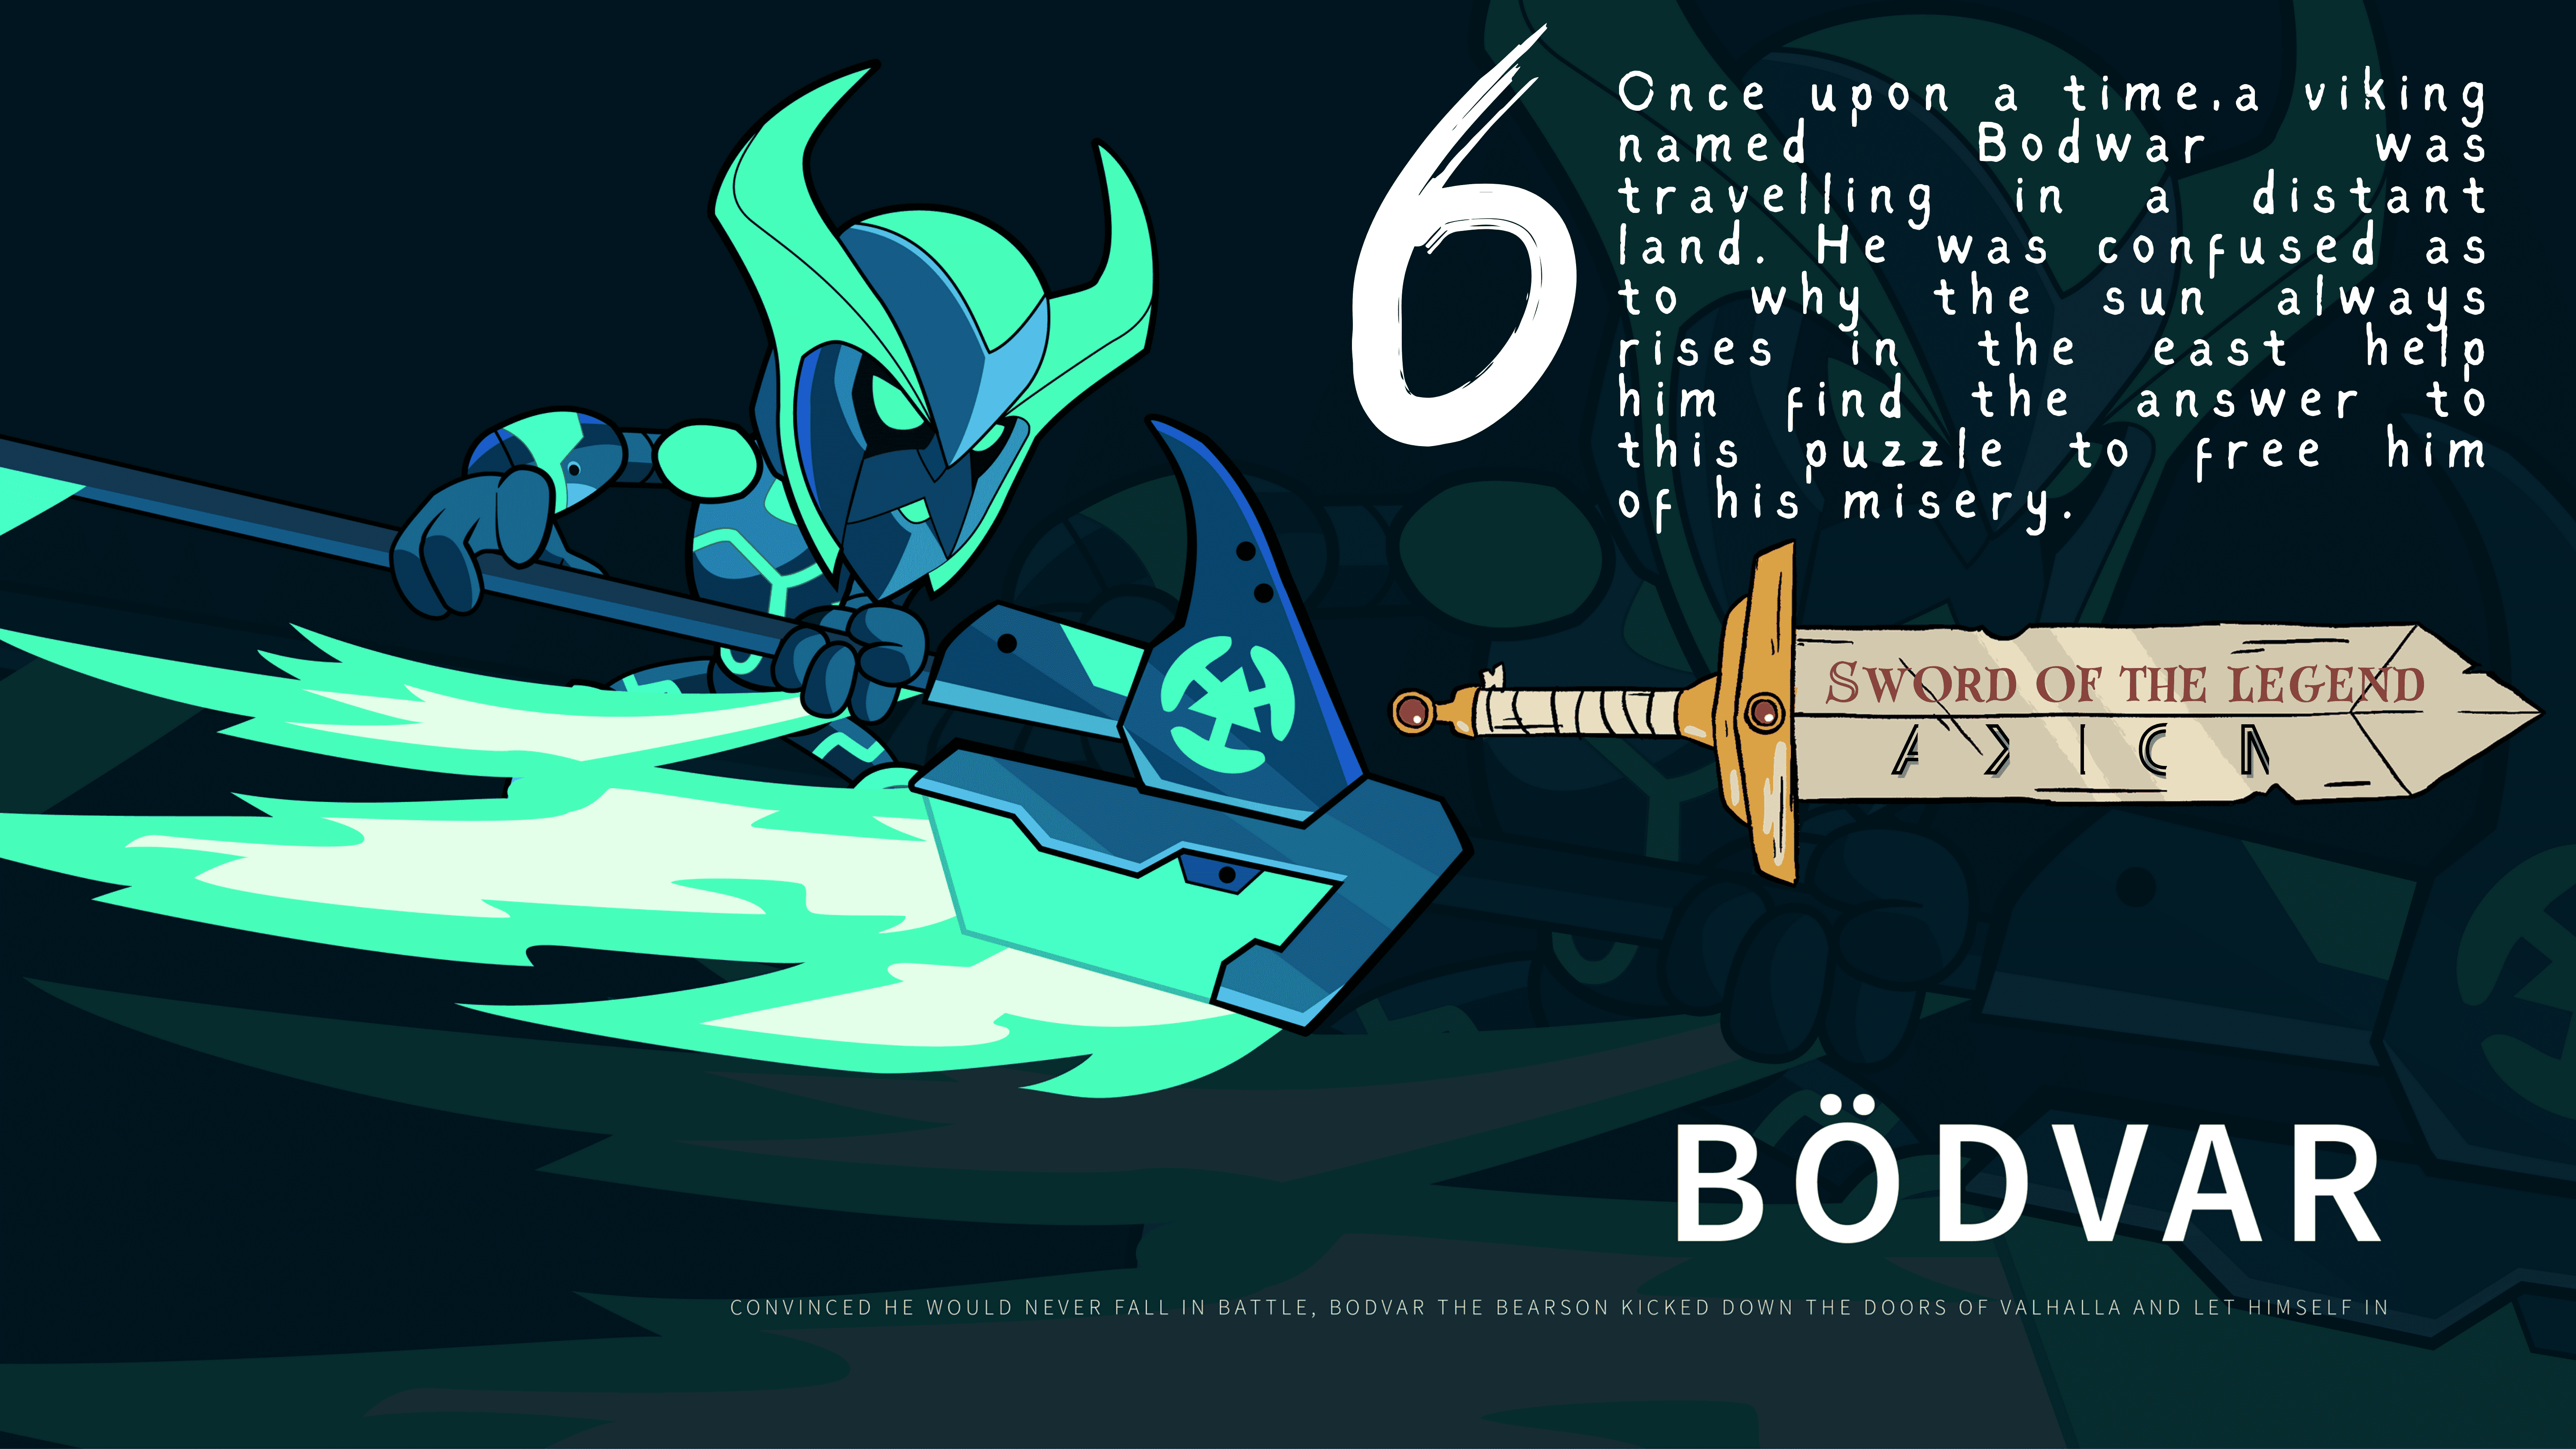 6
Once upon a time,a viking
named Bodwar was
travelling in a distant
land. He was confused as
to why the sun always
rises in the east help
him find the answer to
this puzzle to free him
of his misery.
SWORD OF THE LEGEND
BÖDVAR
CONVINCED HE WOULD NEVER FALL IN BATTLE, BODVAR THE BEARSON KICKED DOWN THE DOORS OF VALHALLA AND LET HIMSELF IN